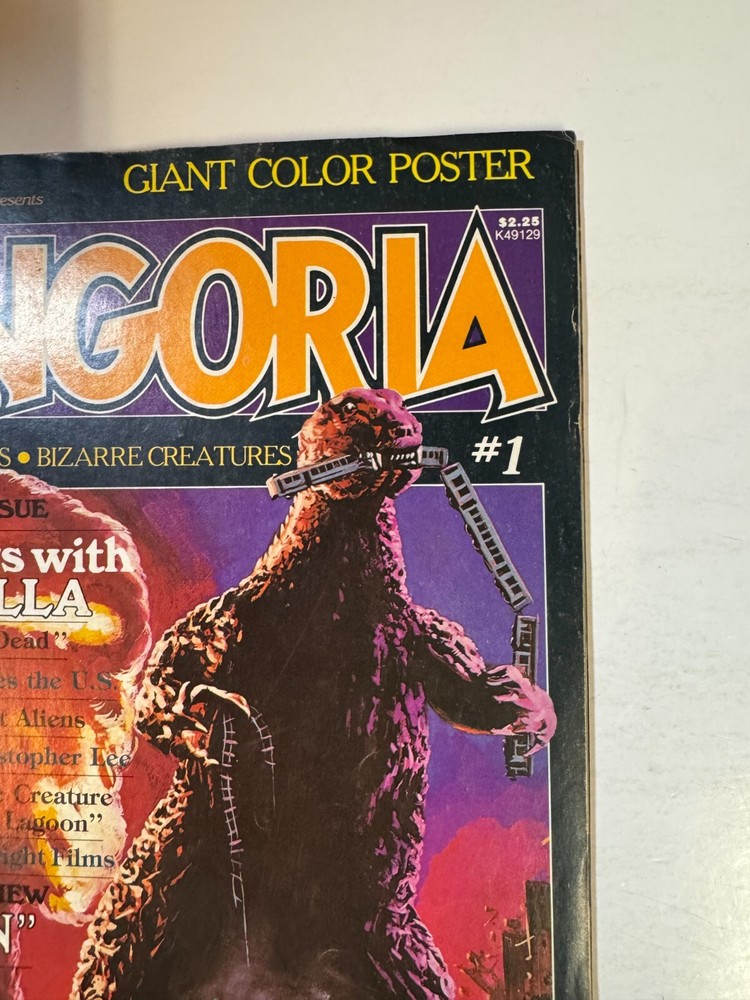 GIANT COLOR POSTER
esents
$2.25
K49129
NGORIA
S • BIZARRE CREATURES
#1
SUE
s with
LLA
Dead"
es the U.S.
t Aliens
stopher Lee
c Creature
Lagoon"
ight Films
IEW
N"